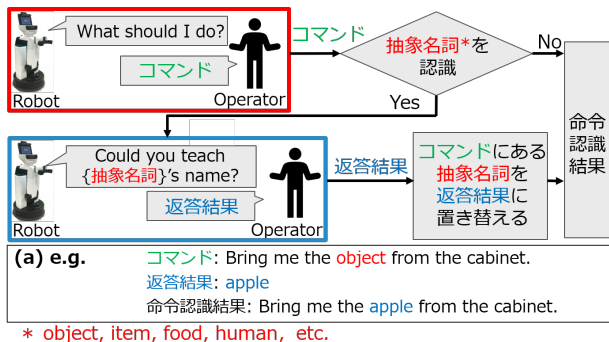 What should I do?
コマンド
Robot
Operator
コマンド
抽象名詞*を
認識
No
Yes
Could you teach
{抽象名詞}'s name?
返答結果
Robot
Operator
返答結果
コマンドにある
抽象名詞を
返答結果に
置き替える
命令
認識
結果
(a) e.g.
コマンド: Bring me the object from the cabinet.
返答結果: apple
命令認識結果: Bring me the apple from the cabinet.
* object, item, food, human, etc.